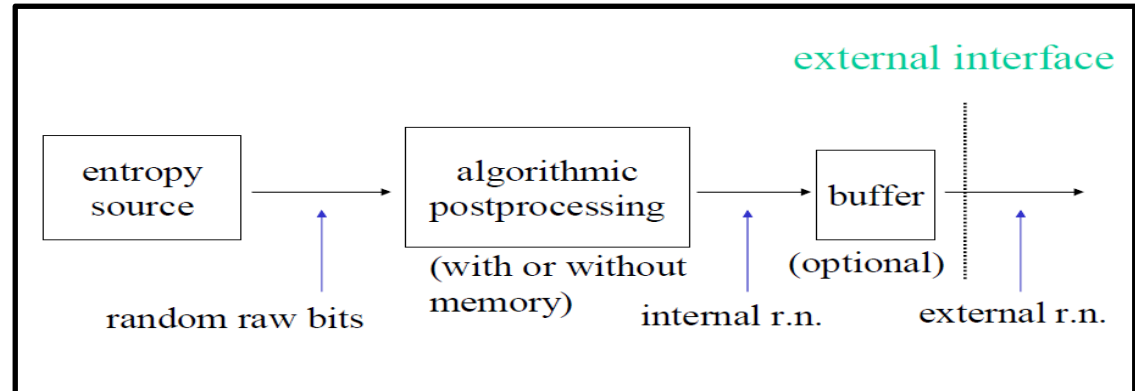 external interface
entropy
source
algorithmic
postprocessing
(with or without
memory)
buffer
(optional)
random raw bits
internal r.n.
external r.n.